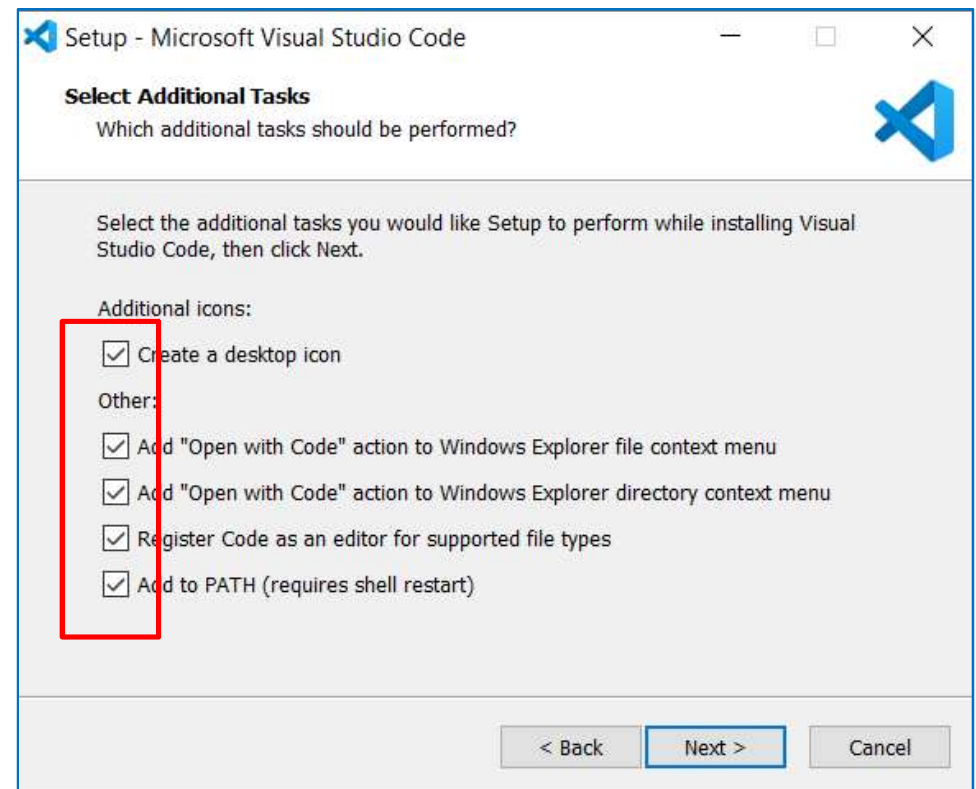 Setup - Microsoft Visual Studio Code
Select Additional Tasks
Which additional tasks should be performed?
Select the additional tasks you would like Setup to perform while installing Visual
Studio Code, then click Next.
Additional icons:
Create a desktop icon
Other:
Add "Open with Code" action to Windows Explorer file context menu
Add "Open with Code" action to Windows Explorer directory context menu
Register Code as an editor for supported file types
Add to PATH (requires shell restart)
< Back Next > Cancel